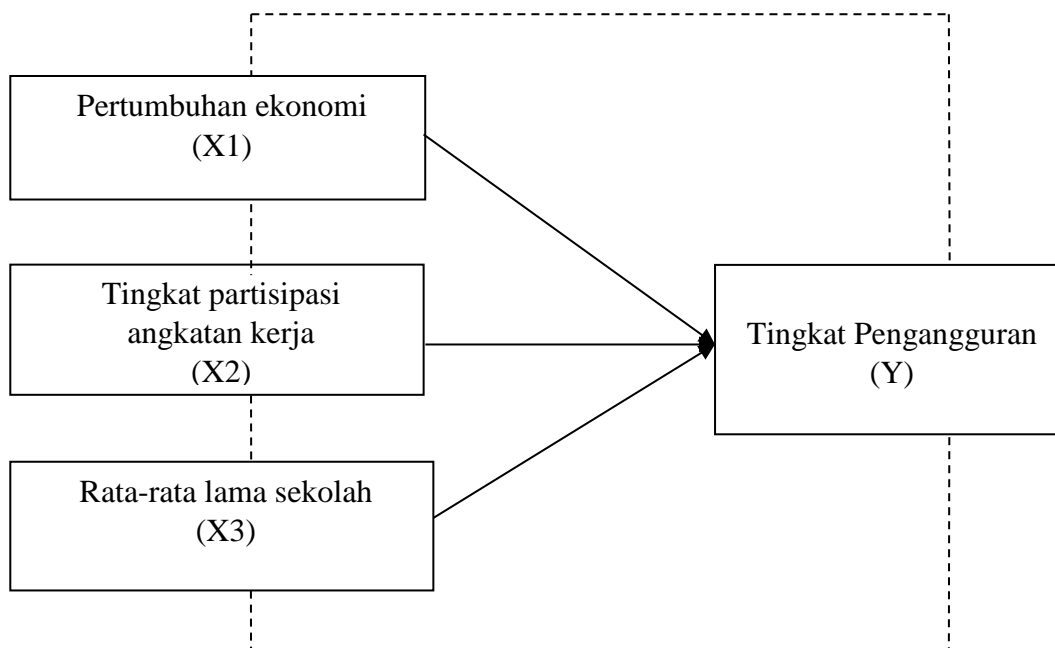 Pertumbuhan ekonomi
(X1)
Tingkat partisipasi
angkatan kerja
(X2)
Tingkat Pengangguran
(Y)
Rata-rata lama sekolah
(X3)